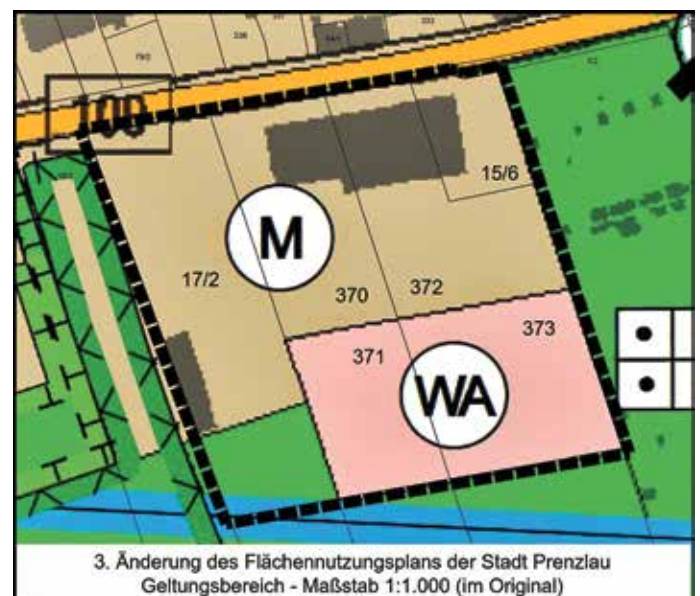 100
15/6
M
17/2
370
372
373
371
WA
3. Änderung des Flächennutzungsplans der Stadt Prenzlau
Geltungsbereich - Maßstab 1:1.000 (im Original)